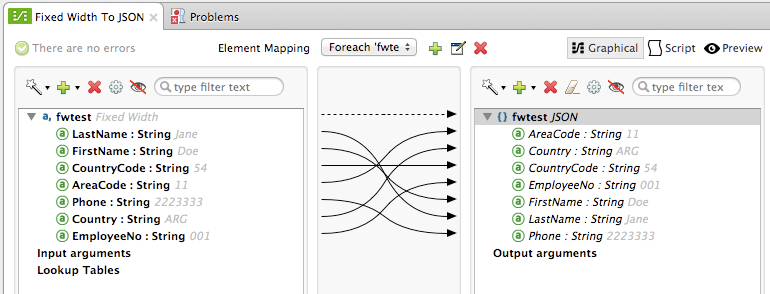 Fixed Width To JSON
Problems
There are no errors
Element Mapping
Foreach 'fwte
Graphical
Script
Preview
type filter text
type filter tex
fwtest Fixed Width
LastName : String Jane
FirstName : String Doe
CountryCode : String 54
AreaCode : String 11
Phone : String 2223333
Country : String ARG
EmployeeNo : String 001
Input arguments
Lookup Tables
{} fwtest JSON
AreaCode : String 11
Country : String ARG
CountryCode : String 54
EmployeeNo : String 001
FirstName : String Doe
LastName : String Jane
Phone : String 2223333
Output arguments